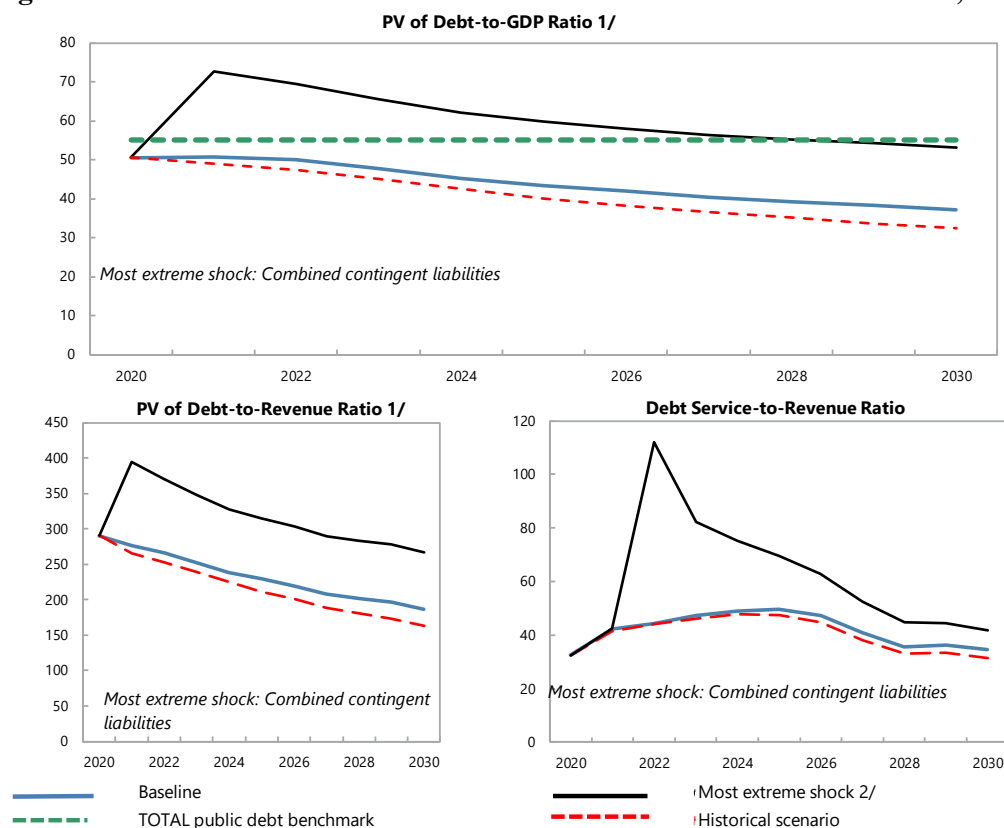 PV of Debt-to-GDP Ratio 1/
80
70
60
50
40
30
20
10
0
Most extreme shock: Combined contingent liabilities
2020 2022 2024 2026 2028 2030
PV of Debt-to-Revenue Ratio 1/
450
400
350
300
250
200
150
100
50
0
Most extreme shock: Combined contingent
liabilities
2020 2022 2024 2026 2028 2030
Debt Service-to-Revenue Ratio
120
100
80
60
40
20
0
Most extreme shock: Combined contingent liabilities
2020 2022 2024 2026 2028 2030
Baseline
Most extreme shock 2/
TOTAL public debt benchmark
Historical scenario